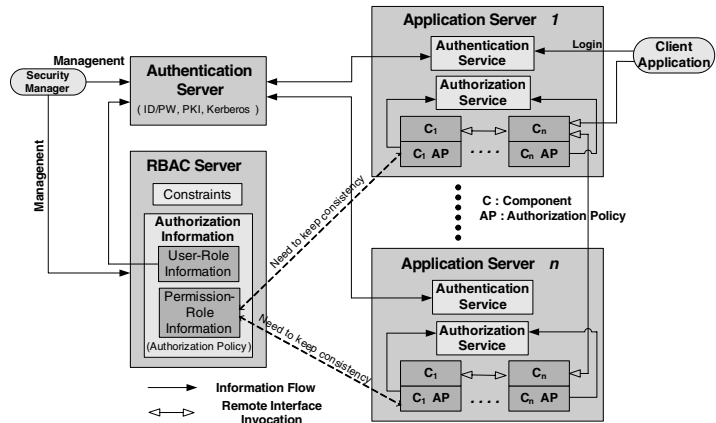 Managenent
Security
Manager
Management
Authentication
Server
( ID/PW, PKI, Kerberos )
RBAC Server
Constraints
Authorization
Information
User-Role
Information
Permission-
Role
Information
(Authorization Policy)
Need to keep consistency
Need to keep consistency
Application Server 1
Authentication
Service
Authorization
Service
C1
Cn
C1 AP
. . . .
Cn AP
Login
Client
Application
C : Component
AP : Authorization Policy
Application Server n
Authentication
Service
Authorization
Service
C1
Cn
C1 AP
. . . .
Cn AP
Information Flow
Remote Interface
Invocation